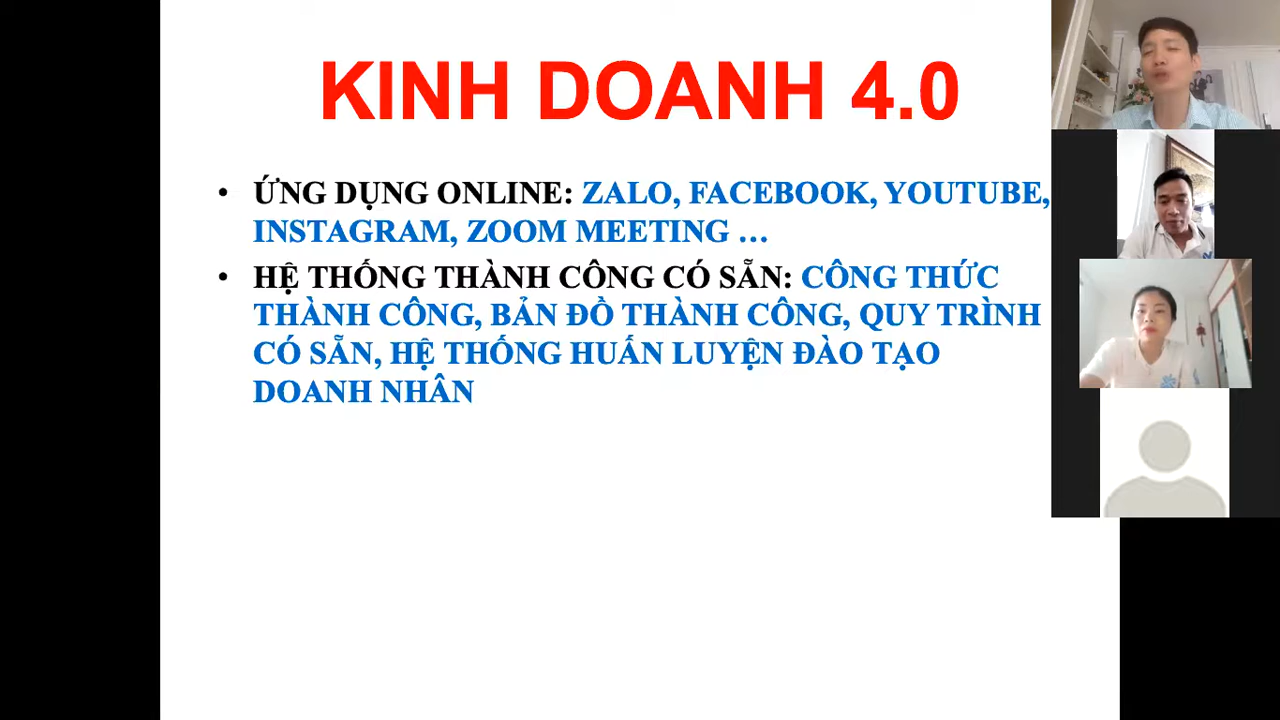 KINH DOANH 4.0
• ỨNG DỤNG ONLINE: ZALO, FACEBOOK, YOUTUBE,
INSTAGRAM, ZOOM MEETING ...
• HỆ THỐNG THÀNH CÔNG CÓ SẴN: CÔNG THỨC
THÀNH CÔNG, BẢN ĐỒ THÀNH CÔNG, QUY TRÌNH
CÓ SẴN, HỆ THỐNG HUẤN LUYỆN ĐÀO TẠO
DOANH NHÂN